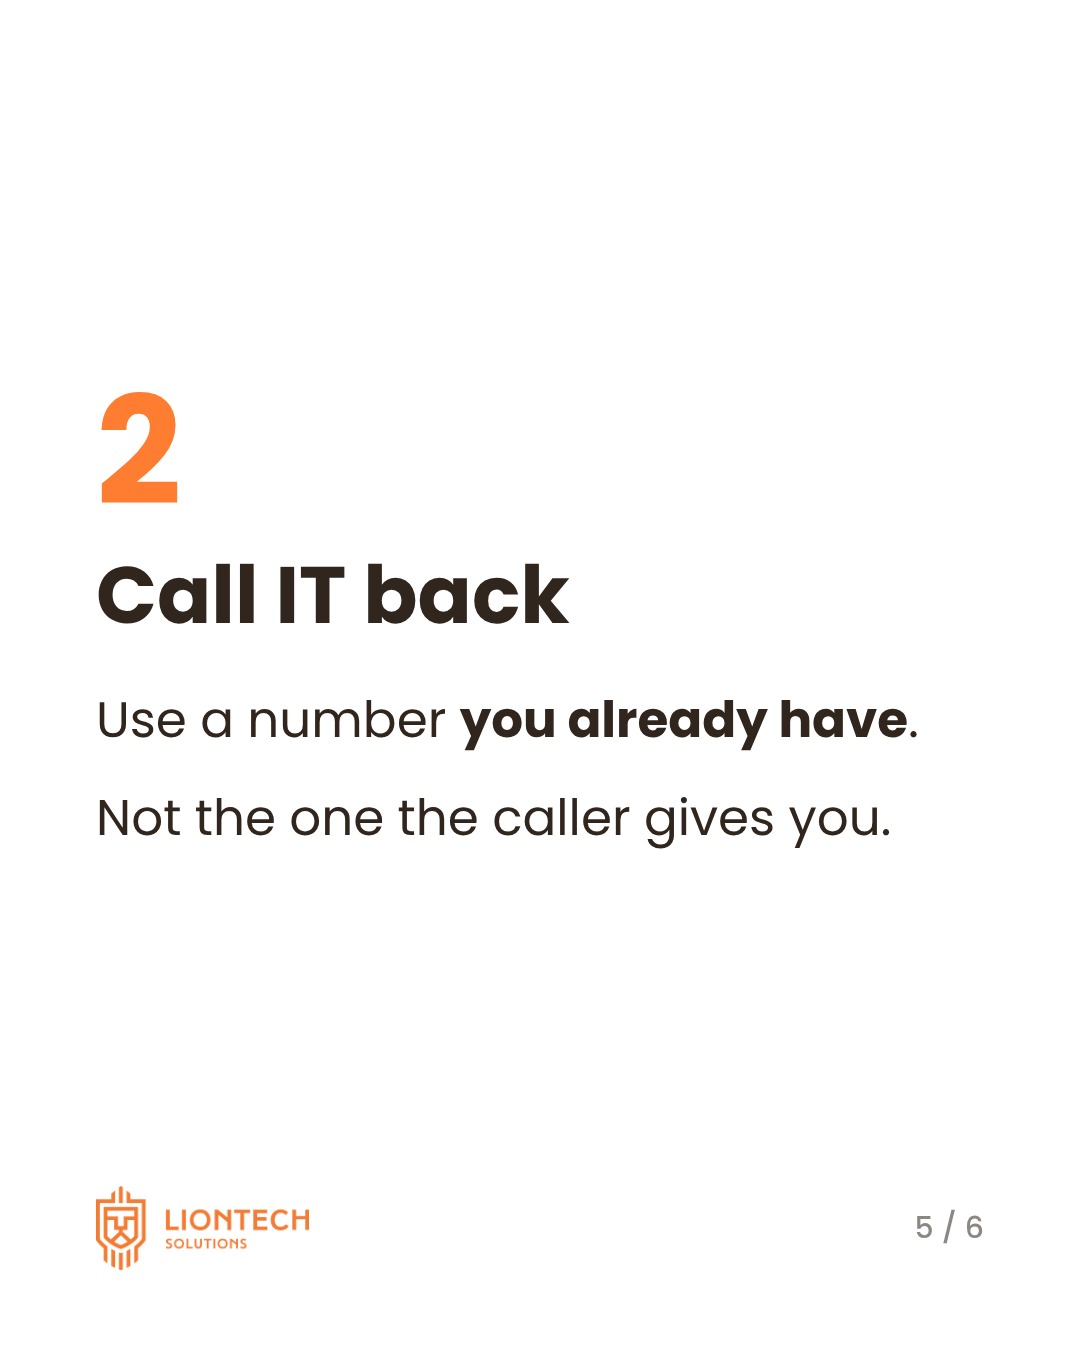 2
Call IT back
Use a number you already have.
Not the one the caller gives you.
LIONTECH
SOLUTIONS
5 / 6